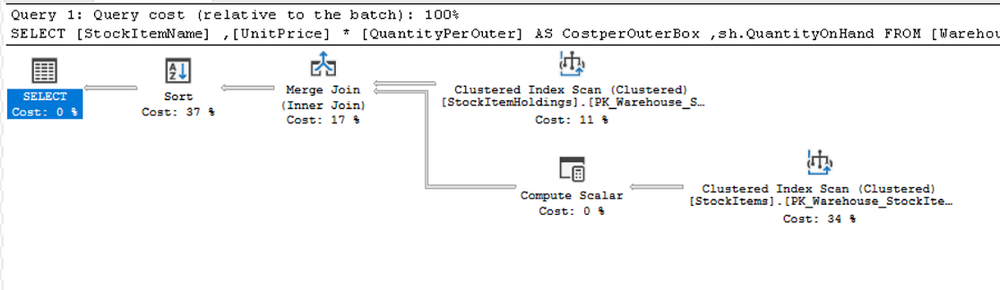 Query 1: Query cost (relative to the batch): 100%
SELECT [StockItemName] ,[UnitPrice] * [QuantityPerOuter] AS CostperOuterBox ,sh.QuantityOnHand FROM [Warehou
SELECT
Cost: 0 %
Sort
Cost: 37 %
Merge Join
(Inner Join)
Cost: 17 %
Clustered Index Scan (Clustered)
[StockItemHoldings].[PK_Warehouse_S…
Cost: 11 %
Compute Scalar
Cost: 0 %
Clustered Index Scan (Clustered)
[StockItems].[PK_Warehouse_StockIte…
Cost: 34 %